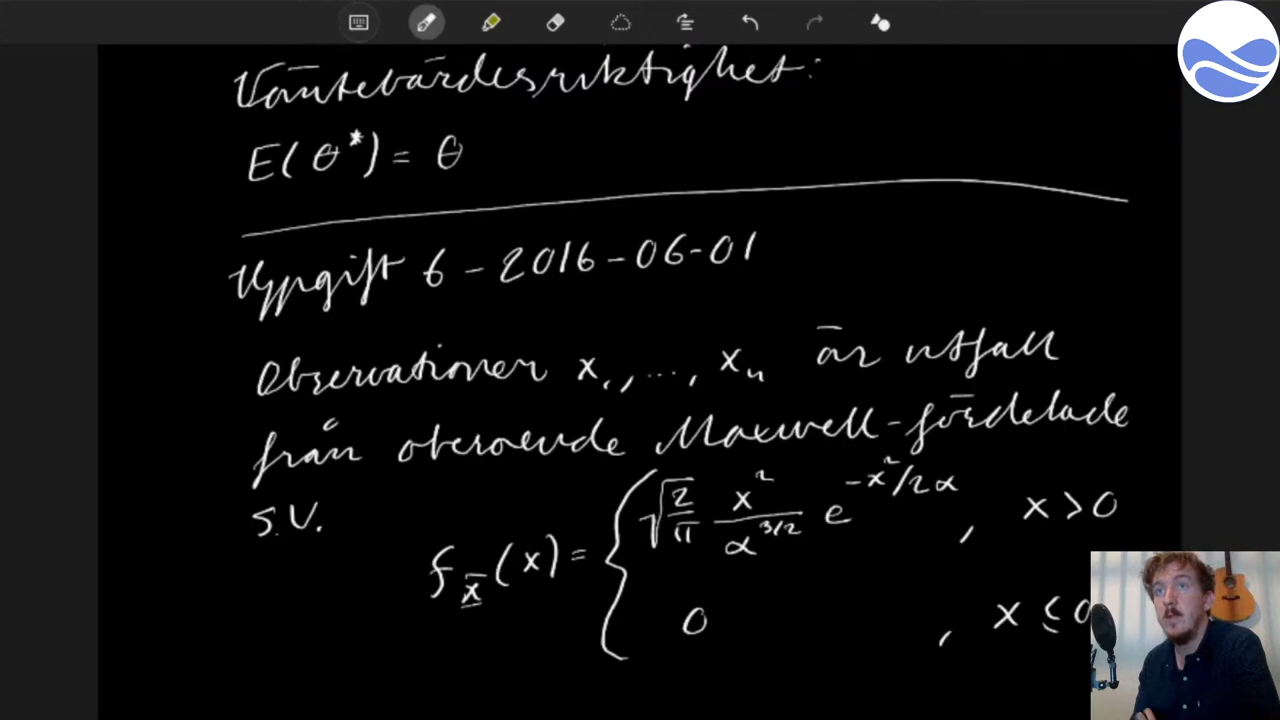 Väntevärdesriktighet:
E(θ*) = θ
Uppgift 6 - 2016-06-01
Observationer x₁, ..., xₙ är utfall
från oberoende Maxwell-fördelade
s.v.
f_X(x) = { √(2/π) x²/α^(3/2) e^(-x²/2α), x > 0
0, x ≤ 0